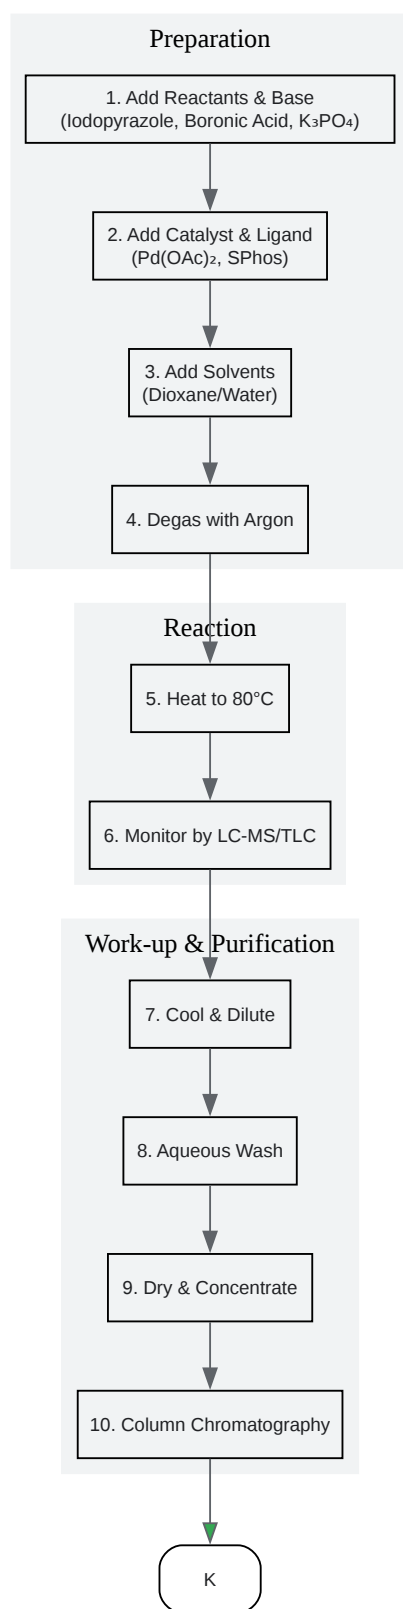 Preparation
1. Add Reactants & Base
(Iodopyrazole, Boronic Acid, K₃PO₄)
2. Add Catalyst & Ligand
(Pd(OAc)₂, SPhos)
3. Add Solvents
(Dioxane/Water)
4. Degas with Argon
Reaction
5. Heat to 80°C
6. Monitor by LC-MS/TLC
Work-up & Purification
7. Cool & Dilute
8. Aqueous Wash
9. Dry & Concentrate
10. Column Chromatography
K